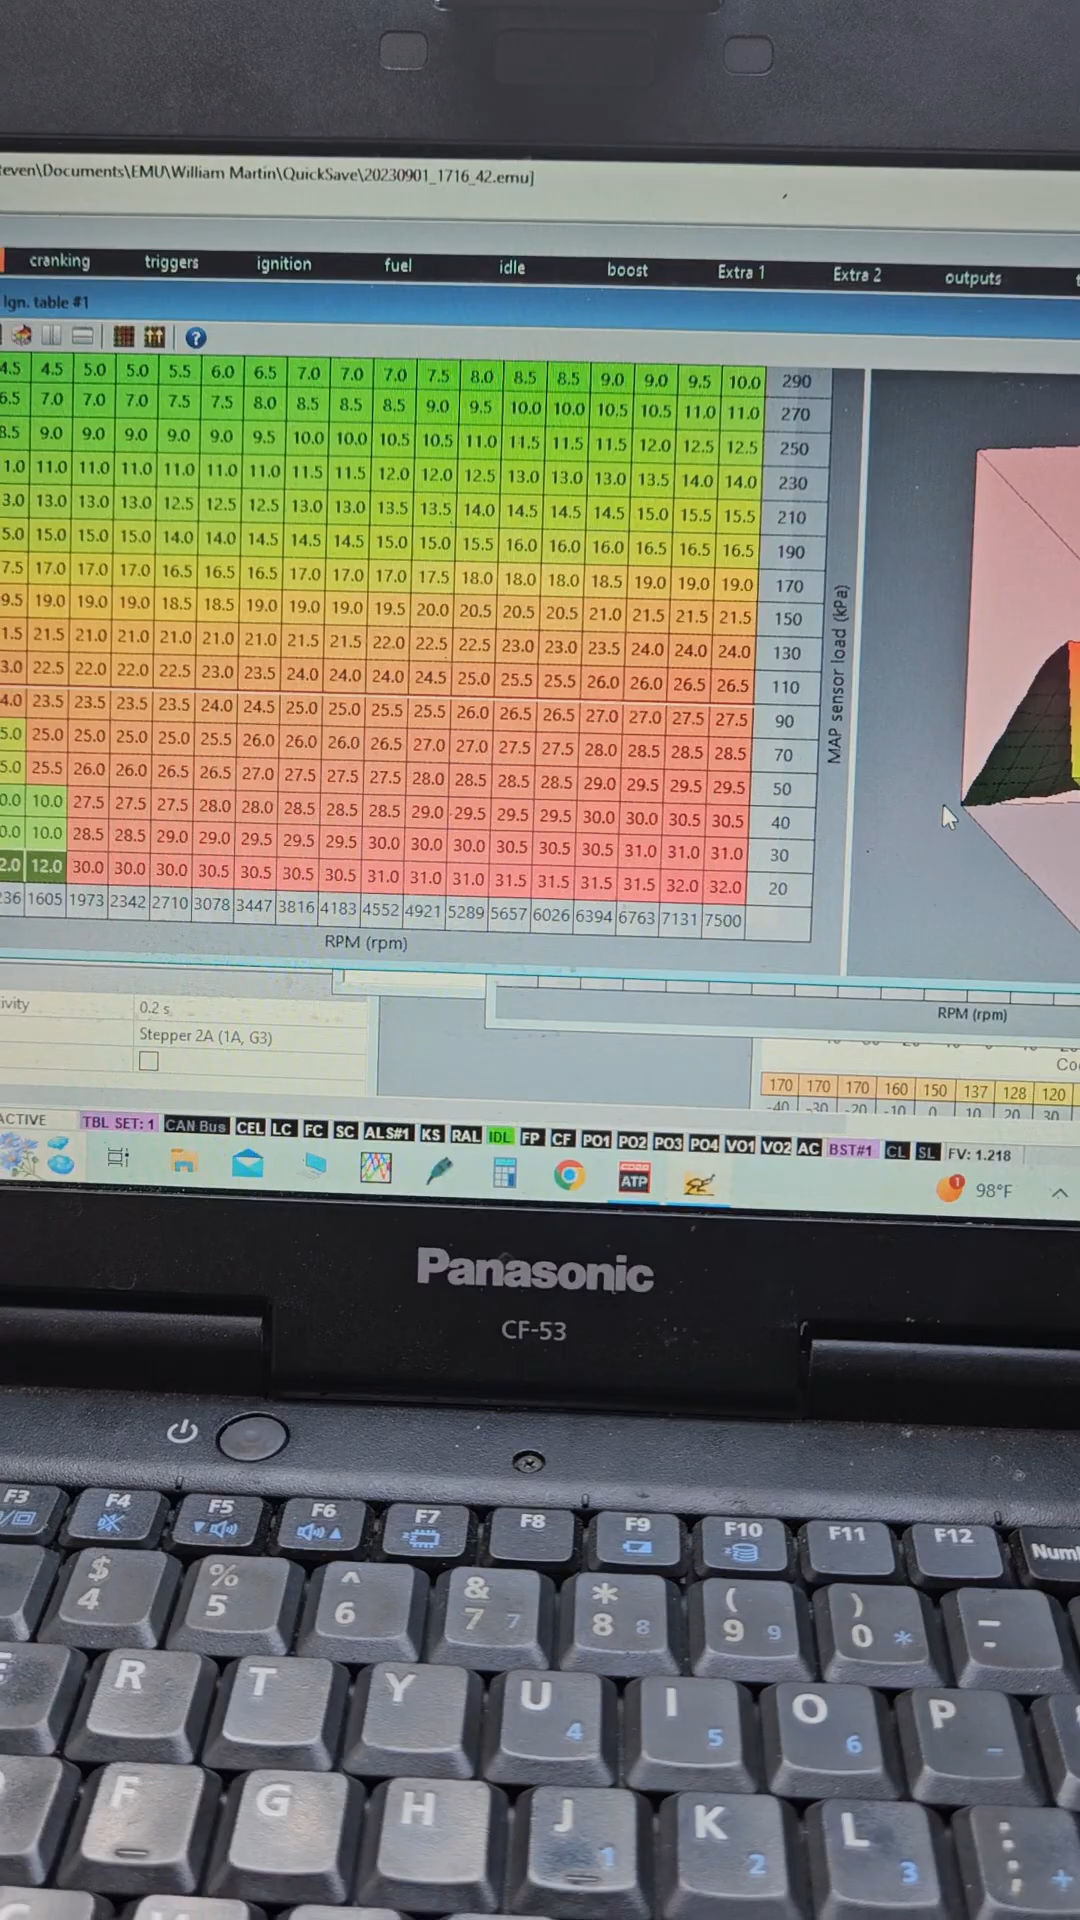 teven\Documents\EMU\William Martin\QuickSave\20230901_1716_42.emu]
cranking triggers ignition fuel idle boost Extra 1 Extra 2 outputs
Ign. table #1
?
4.5 4.5 5.0 5.0 5.5 6.0 6.5 7.0 7.0 7.0 7.5 8.0 8.5 8.5 9.0 9.0 9.5 10.0 290
6.5 7.0 7.0 7.0 7.5 7.5 8.0 8.5 8.5 8.5 9.0 9.5 10.0 10.0 10.5 10.5 11.0 11.0 270
8.5 9.0 9.0 9.0 9.0 9.0 9.5 10.0 10.0 10.5 10.5 11.0 11.5 11.5 11.5 12.0 12.5 12.5 250
1.0 11.0 11.0 11.0 11.0 11.0 11.0 11.5 11.5 12.0 12.0 12.5 13.0 13.0 13.0 13.5 14.0 14.0 230
3.0 13.0 13.0 13.0 12.5 12.5 12.5 13.0 13.0 13.5 13.5 14.0 14.5 14.5 14.5 15.0 15.5 15.5 210
5.0 15.0 15.0 15.0 14.0 14.0 14.5 14.5 14.5 15.0 15.0 15.5 16.0 16.0 16.0 16.5 16.5 16.5 190
7.5 17.0 17.0 17.0 16.5 16.5 16.5 17.0 17.0 17.0 17.5 18.0 18.0 18.0 18.5 19.0 19.0 19.0 170
9.5 19.0 19.0 19.0 18.5 18.5 19.0 19.0 19.0 19.5 20.0 20.5 20.5 20.5 21.0 21.5 21.5 21.5 150
1.5 21.5 21.0 21.0 21.0 21.0 21.0 21.5 21.5 22.0 22.5 22.5 23.0 23.0 23.5 24.0 24.0 24.0 130
3.0 22.5 22.0 22.0 22.5 23.0 23.5 24.0 24.0 24.0 24.5 25.0 25.5 25.5 26.0 26.0 26.5 26.5 110
4.0 23.5 23.5 23.5 23.5 24.0 24.5 25.0 25.0 25.5 25.5 26.0 26.5 26.5 27.0 27.0 27.5 27.5 90
5.0 25.0 25.0 25.0 25.0 25.5 26.0 26.0 26.0 26.5 27.0 27.0 27.5 27.5 28.0 28.5 28.5 28.5 70
5.0 25.5 26.0 26.0 26.5 26.5 27.0 27.5 27.5 27.5 28.0 28.5 28.5 28.5 29.0 29.5 29.5 29.5 50
0.0 10.0 27.5 27.5 27.5 28.0 28.0 28.5 28.5 28.5 29.0 29.5 29.5 29.5 30.0 30.0 30.5 30.5 40
0.0 10.0 28.5 28.5 29.0 29.0 29.5 29.5 29.5 30.0 30.0 30.0 30.5 30.5 30.5 31.0 31.0 31.0 30
2.0 12.0 30.0 30.0 30.0 30.5 30.5 30.5 30.5 31.0 31.0 31.0 31.5 31.5 31.5 31.5 32.0 32.0 20
236 1605 1973 2342 2710 3078 3447 3816 4183 4552 4921 5289 5657 6026 6394 6763 7131 7500
RPM (rpm)
MAP sensor load (kPa)
ivity 0.2 s
Stepper 2A (1A, G3)
RPM (rpm)
Co
170 170 170 160 150 137 128 120
-40 -30 -20 -10 0 10 20 30
ACTIVE TBL SET: 1 CAN Bus CEL LC FC SC ALS#1 KS RAL IDL FP CF PO1 PO2 PO3 PO4 VO1 VO2 AC BST#1 CL SL FV: 1.218
ATP
1 98°F
Panasonic
CF-53
F3 F4 F5 F6 F7 F8 F9 F10 F11 F12 Num
$ 4 % 5 ^ 6 & 7 7 * 8 8 ( 9 9 ) 0 * _ -
R T Y U 4 I 5 O 6 P -
F G H J 1 K 2 L 3 : ; +